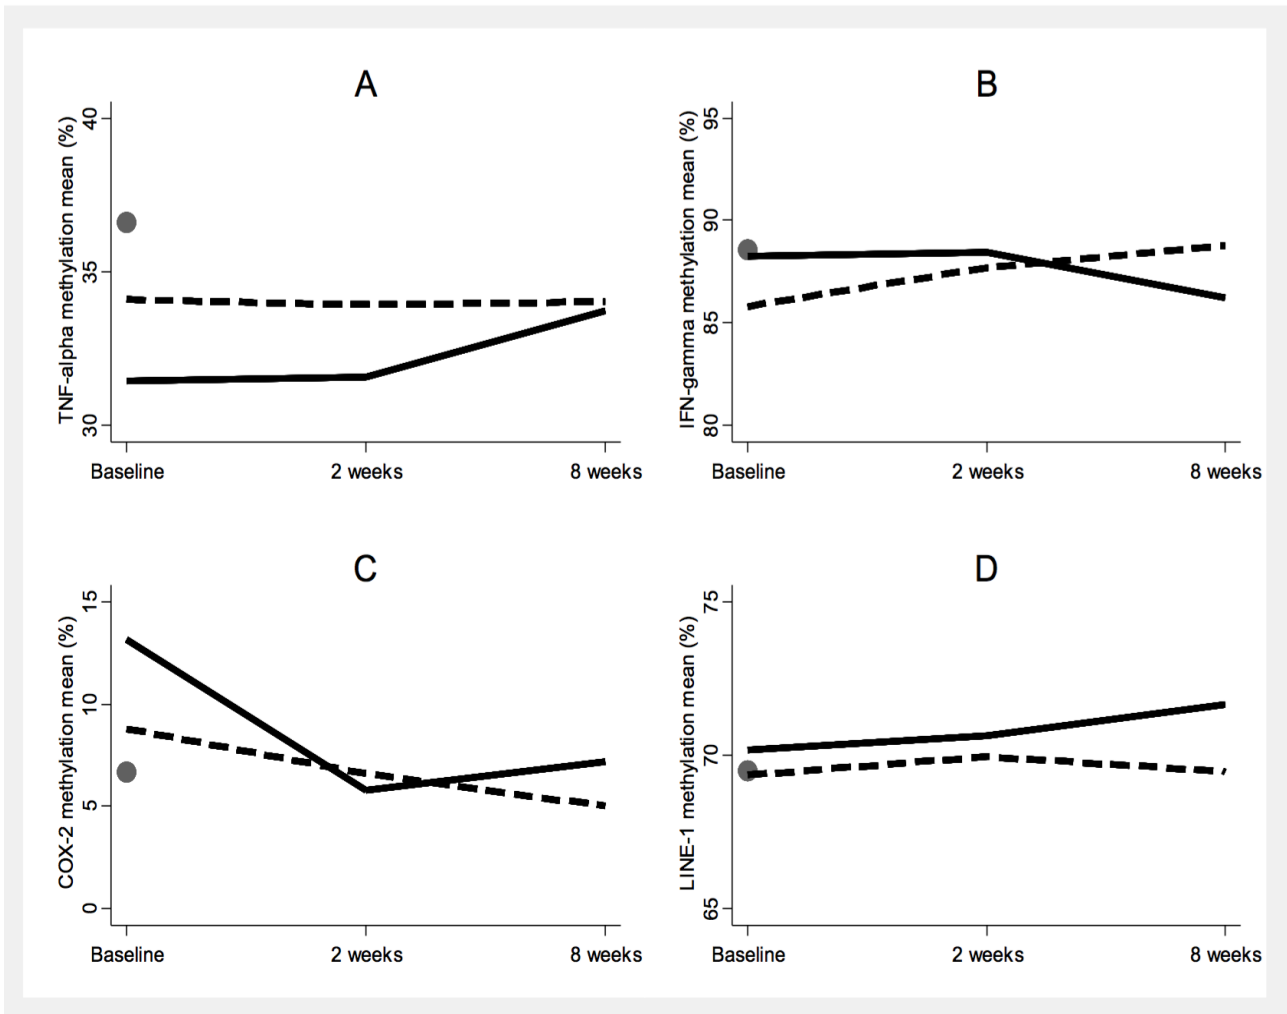 A
TNF-alpha methylation mean (%)
40
35
30
Baseline 2 weeks 8 weeks
B
IFN-gamma methylation mean (%)
95
90
85
80
Baseline 2 weeks 8 weeks
C
COX-2 methylation mean (%)
15
10
5
0
Baseline 2 weeks 8 weeks
D
LINE-1 methylation mean (%)
75
70
65
Baseline 2 weeks 8 weeks